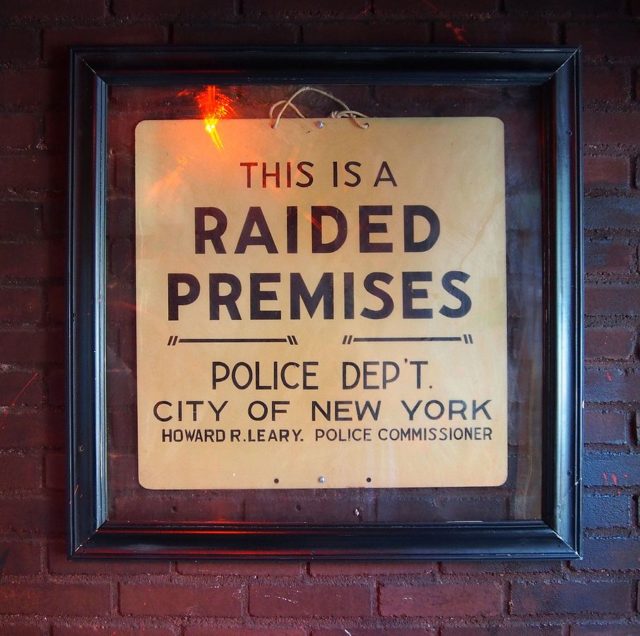 THIS IS A
RAIDED
PREMISES
POLICE DEP'T.
CITY OF NEW YORK
HOWARD R. LEARY. POLICE COMMISSIONER